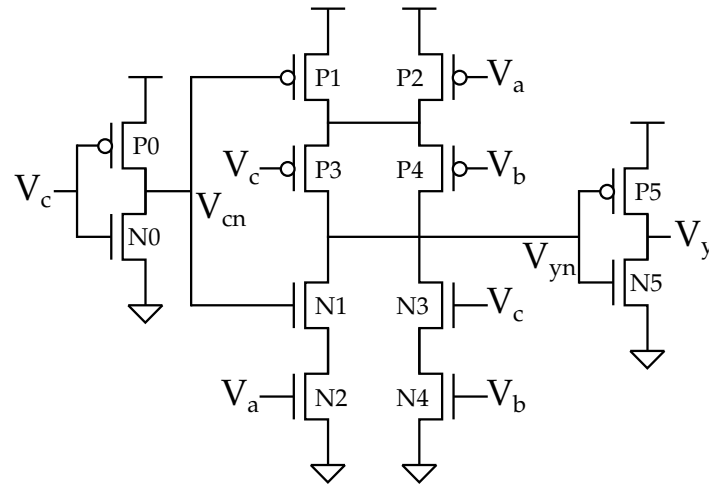 P1
P2
V_a
P0
V_c
P3
P4
V_b
V_c
V_cn
P5
N0
V_y
V_yn
N1
N3
V_c
N5
V_a
N2
N4
V_b